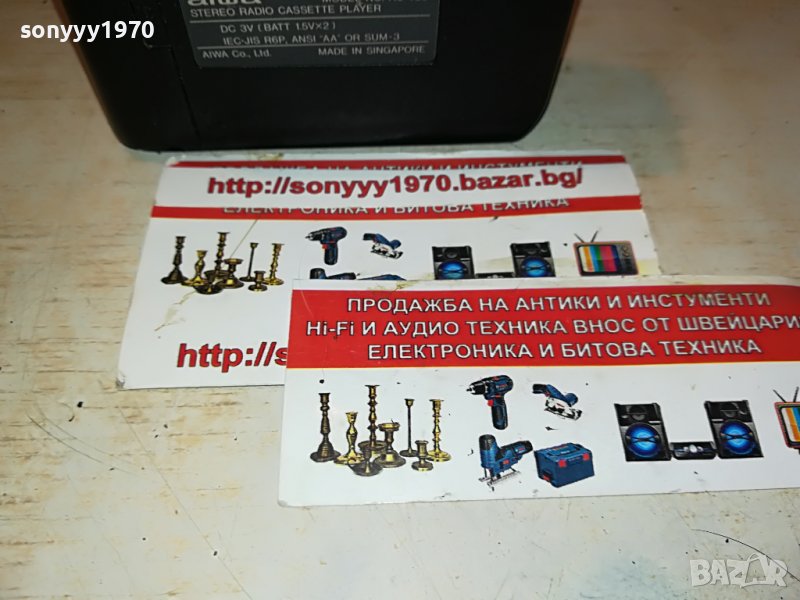 sonyyy1970
aiwa
STEREO RADIO CASSETTE PLAYER
DC 3V (BATT 1.5V×2)
IEC-JIS R6P, ANSI "AA" OR SUM-3
AIWA Co., Ltd. MADE IN SINGAPORE
http://sonyyy1970.bazar.bg/
ЕЛЕКТРОНИКА И БИТОВА ТЕХНИКА
http://s
ПРОДАЖБА НА АНТИКИ И ИНСТУМЕНТИ
Hi-Fi И АУДИО ТЕХНИКА ВНОС ОТ ШВЕЙЦАРИ
ЕЛЕКТРОНИКА И БИТОВА ТЕХНИКА
BAZAR